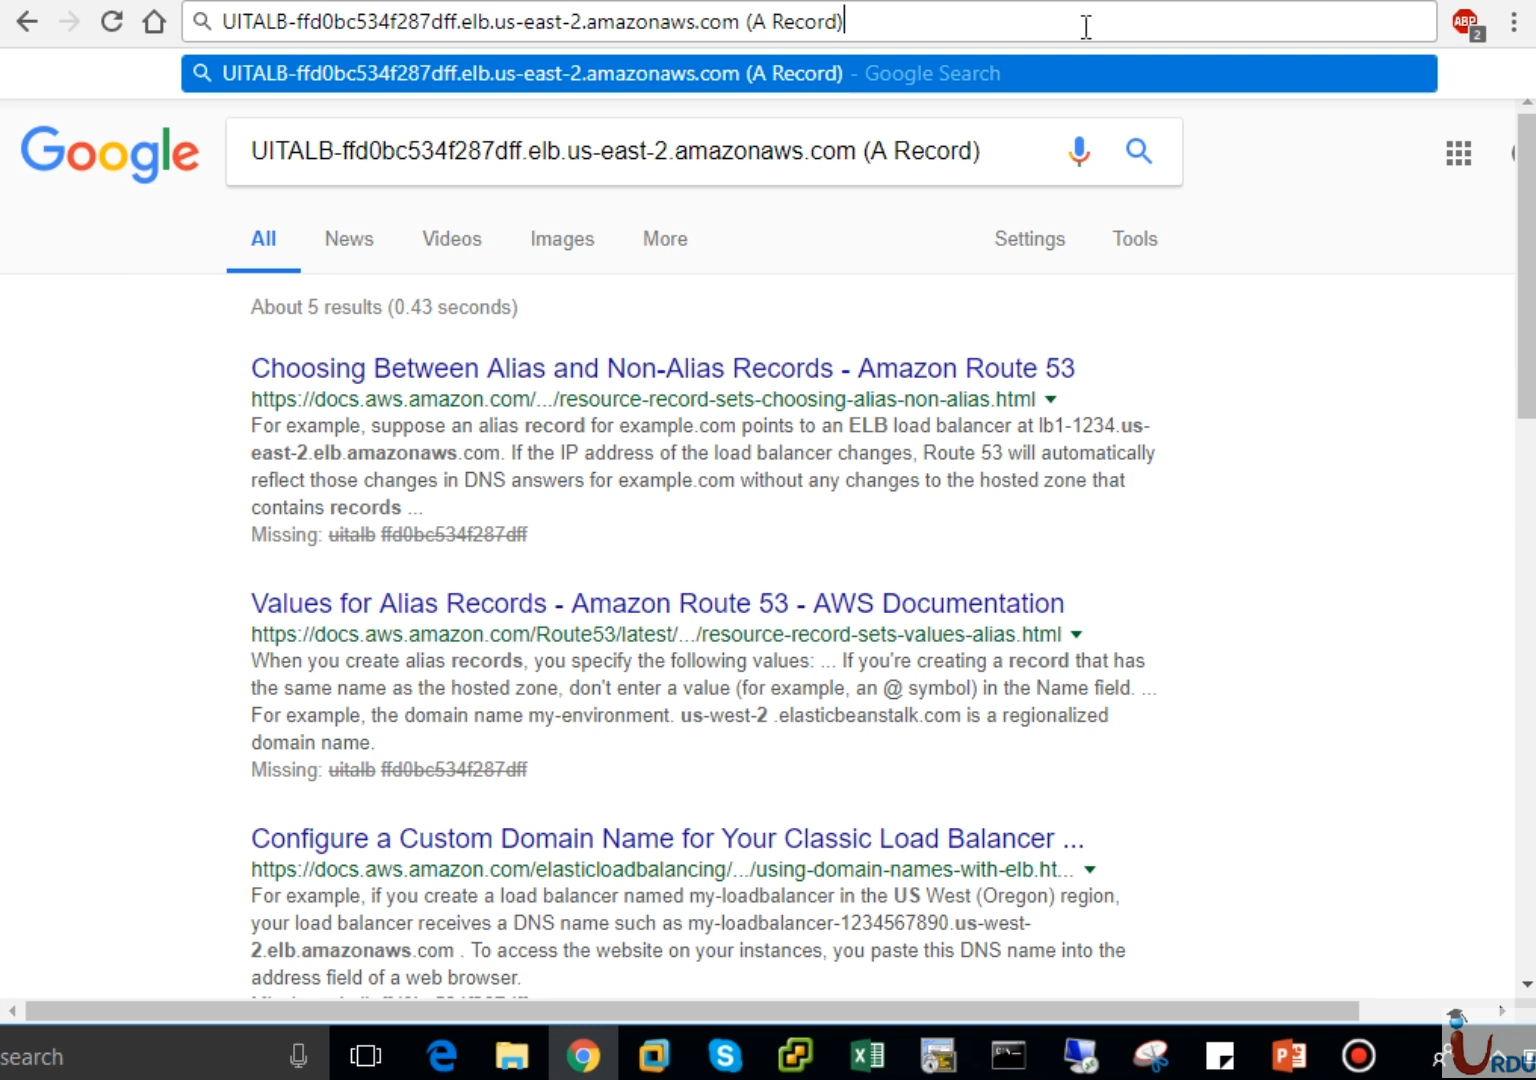 UITALB-ffd0bc534f287dff.elb.us-east-2.amazonaws.com (A Record)
ABP
2
UITALB-ffd0bc534f287dff.elb.us-east-2.amazonaws.com (A Record) - Google Search
Google
UITALB-ffd0bc534f287dff.elb.us-east-2.amazonaws.com (A Record)
All News Videos Images More Settings Tools
About 5 results (0.43 seconds)
Choosing Between Alias and Non-Alias Records - Amazon Route 53
https://docs.aws.amazon.com/.../resource-record-sets-choosing-alias-non-alias.html
For example, suppose an alias record for example.com points to an ELB load balancer at lb1-1234.us-
east-2.elb.amazonaws.com. If the IP address of the load balancer changes, Route 53 will automatically
reflect those changes in DNS answers for example.com without any changes to the hosted zone that
contains records ...
Missing: uitalb ffd0bc534f287dff
Values for Alias Records - Amazon Route 53 - AWS Documentation
https://docs.aws.amazon.com/Route53/latest/.../resource-record-sets-values-alias.html
When you create alias records, you specify the following values: ... If you're creating a record that has
the same name as the hosted zone, don't enter a value (for example, an @ symbol) in the Name field. ...
For example, the domain name my-environment. us-west-2 .elasticbeanstalk.com is a regionalized
domain name.
Missing: uitalb ffd0bc534f287dff
Configure a Custom Domain Name for Your Classic Load Balancer ...
https://docs.aws.amazon.com/elasticloadbalancing/.../using-domain-names-with-elb.ht...
For example, if you create a load balancer named my-loadbalancer in the US West (Oregon) region,
your load balancer receives a DNS name such as my-loadbalancer-1234567890.us-west-
2.elb.amazonaws.com . To access the website on your instances, you paste this DNS name into the
address field of a web browser.
search
URDU